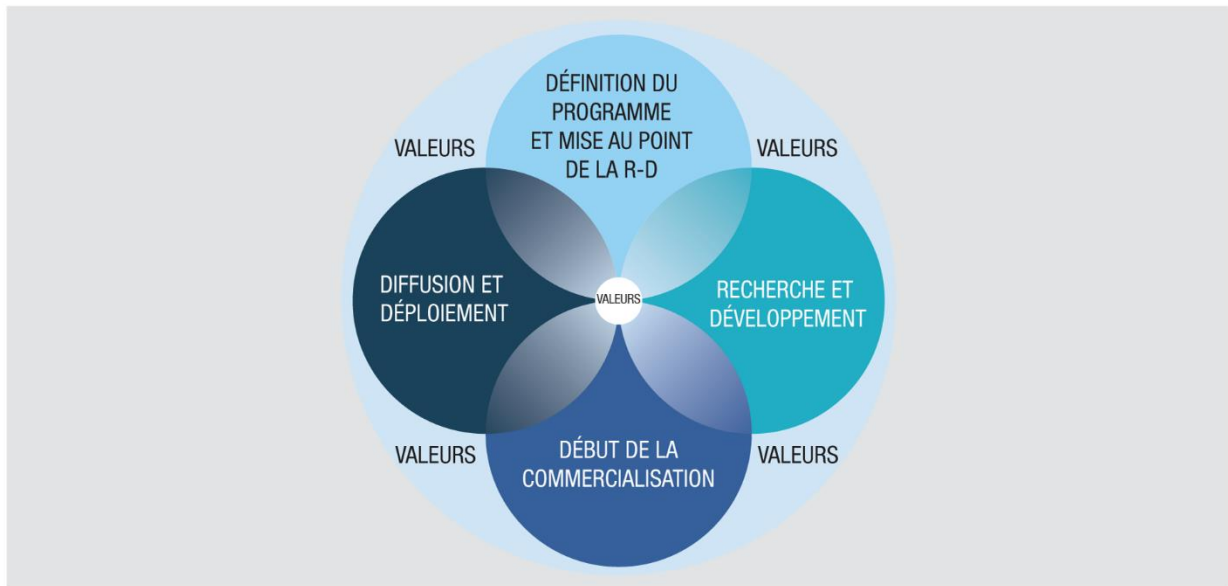 DÉFINITION DU
PROGRAMME
ET MISE AU POINT
DE LA R-D
VALEURS
VALEURS
DIFFUSION ET
DÉPLOIEMENT
VALEURS
RECHERCHE ET
DÉVELOPPEMENT
VALEURS
DÉBUT DE LA
COMMERCIALISATION
VALEURS